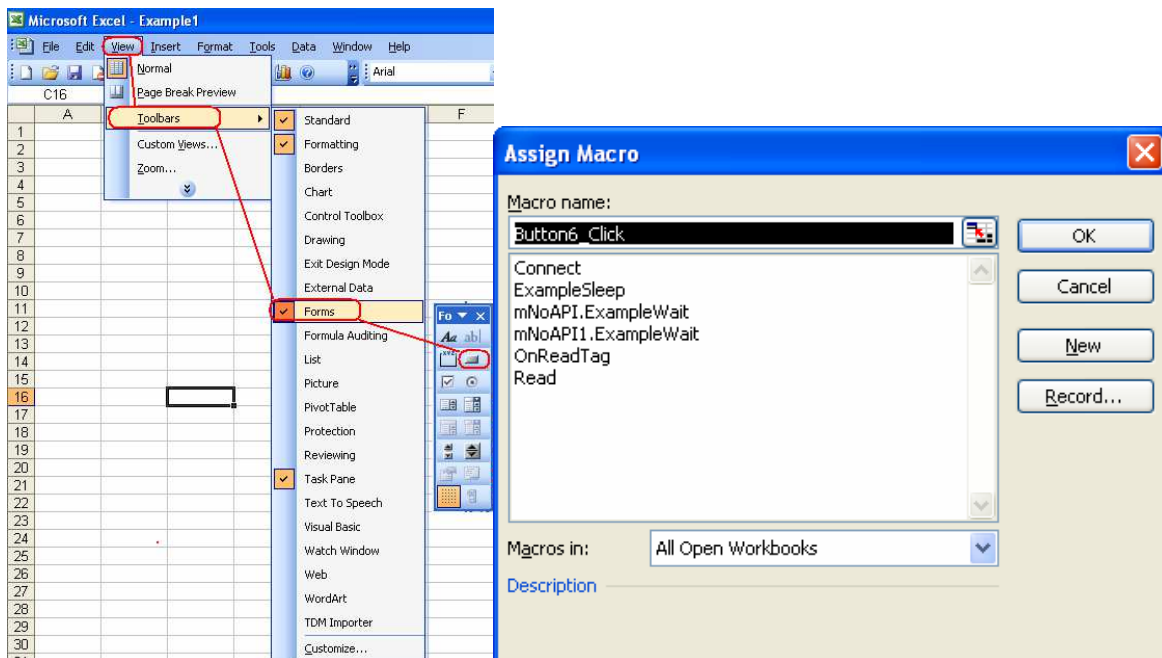 Microsoft Excel - Example1
File Edit View Insert Format Tools Data Window Help
Normal
Arial
C16
Page Break Preview
A
F
Toolbars
Standard
Custom Views...
Formatting
Zoom...
Borders
Chart
Control Toolbox
Drawing
Exit Design Mode
External Data
Forms
Formula Auditing
List
Picture
PivotTable
Protection
Reviewing
Task Pane
Text To Speech
Visual Basic
Watch Window
Web
WordArt
TDM Importer
Customize...
1
2
3
4
5
6
7
8
9
10
11
12
13
14
15
16
17
18
19
20
21
22
23
24
25
26
27
28
29
30
Fo
Aa ab
Assign Macro
Macro name:
Button6_Click
OK
Connect
Cancel
ExampleSleep
mNoAPI.ExampleWait
mNoAPI1.ExampleWait
New
OnReadTag
Read
Record...
Macros in: All Open Workbooks
Description